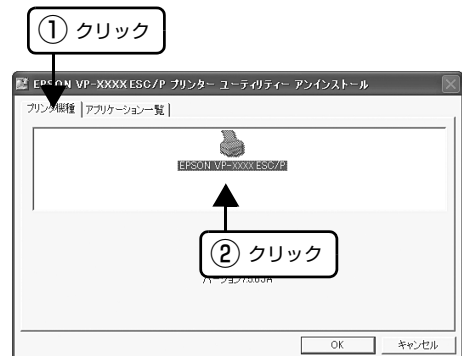 ① クリック
EPSON VP-XXXX ESC/P プリンター ユーティリティー アンインストール
プリンタ機種 アプリケーション一覧
EPSON VP-XXXX ESC/P
② クリック
OK キャンセル